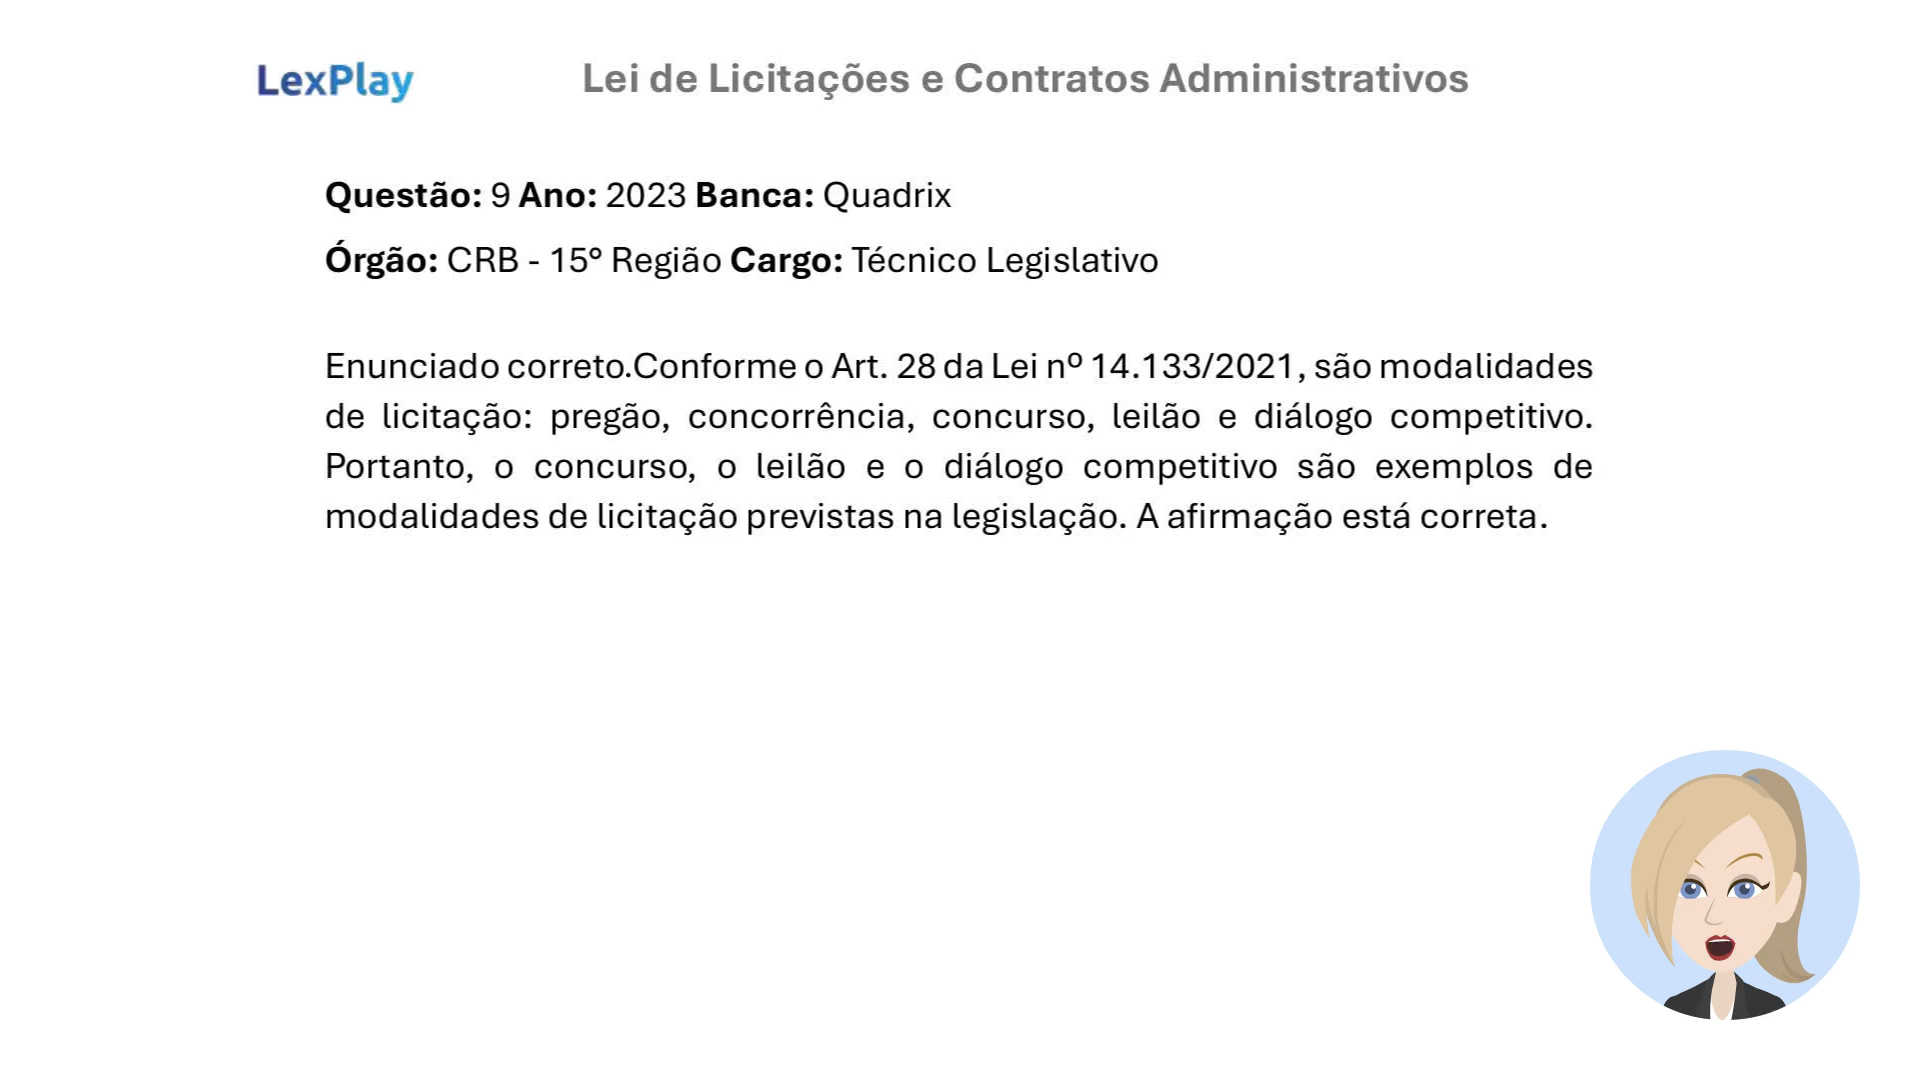 LexPlay
Lei de Licitações e Contratos Administrativos
Questão: 9 Ano: 2023 Banca: Quadrix
Órgão: CRB - 15° Região Cargo: Técnico Legislativo
Enunciado correto.Conforme o Art. 28 da Lei nº 14.133/2021, são modalidades
de licitação: pregão, concorrência, concurso, leilão e diálogo competitivo.
Portanto, o concurso, o leilão e o diálogo competitivo são exemplos de
modalidades de licitação previstas na legislação. A afirmação está correta.